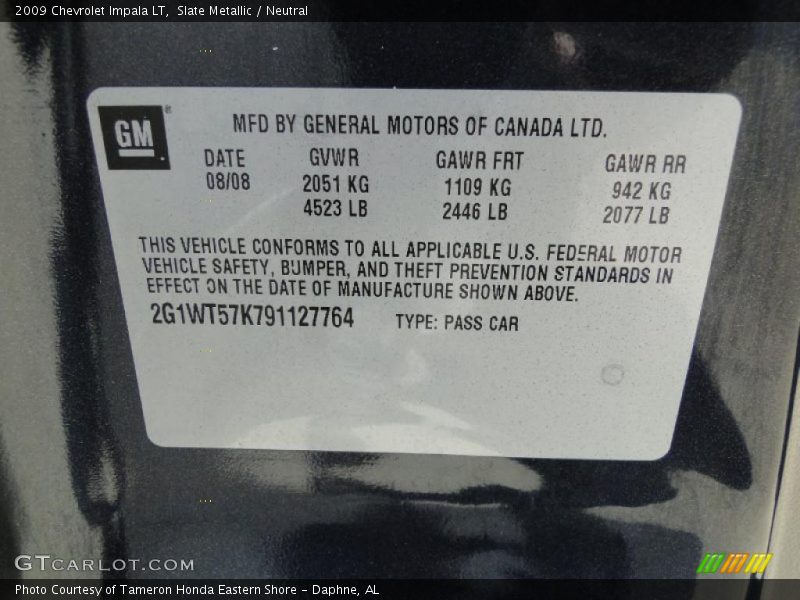 2009 Chevrolet Impala LT,  Slate Metallic / Neutral
GM ®
MFD BY GENERAL MOTORS OF CANADA LTD.
DATE GVWR GAWR FRT GAWR RR
08/08 2051 KG 1109 KG 942 KG
4523 LB 2446 LB 2077 LB
THIS VEHICLE CONFORMS TO ALL APPLICABLE U.S. FEDERAL MOTOR
VEHICLE SAFETY, BUMPER, AND THEFT PREVENTION STANDARDS IN
EFFECT ON THE DATE OF MANUFACTURE SHOWN ABOVE.
2G1WT57K791127764 TYPE: PASS CAR
GTCARLOT.COM
Photo Courtesy of Tameron Honda Eastern Shore – Daphne, AL